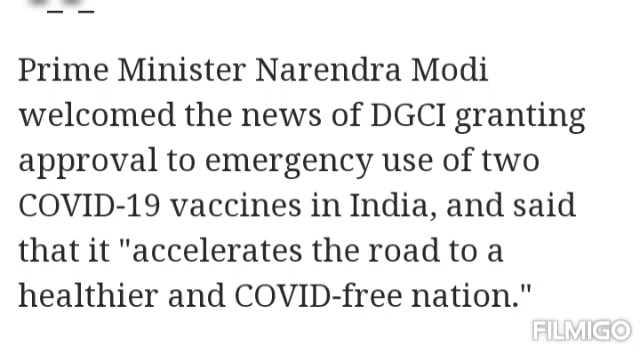 Prime Minister Narendra Modi
welcomed the news of DGCI granting
approval to emergency use of two
COVID-19 vaccines in India, and said
that it "accelerates the road to a
healthier and COVID-free nation."
FILMIGO